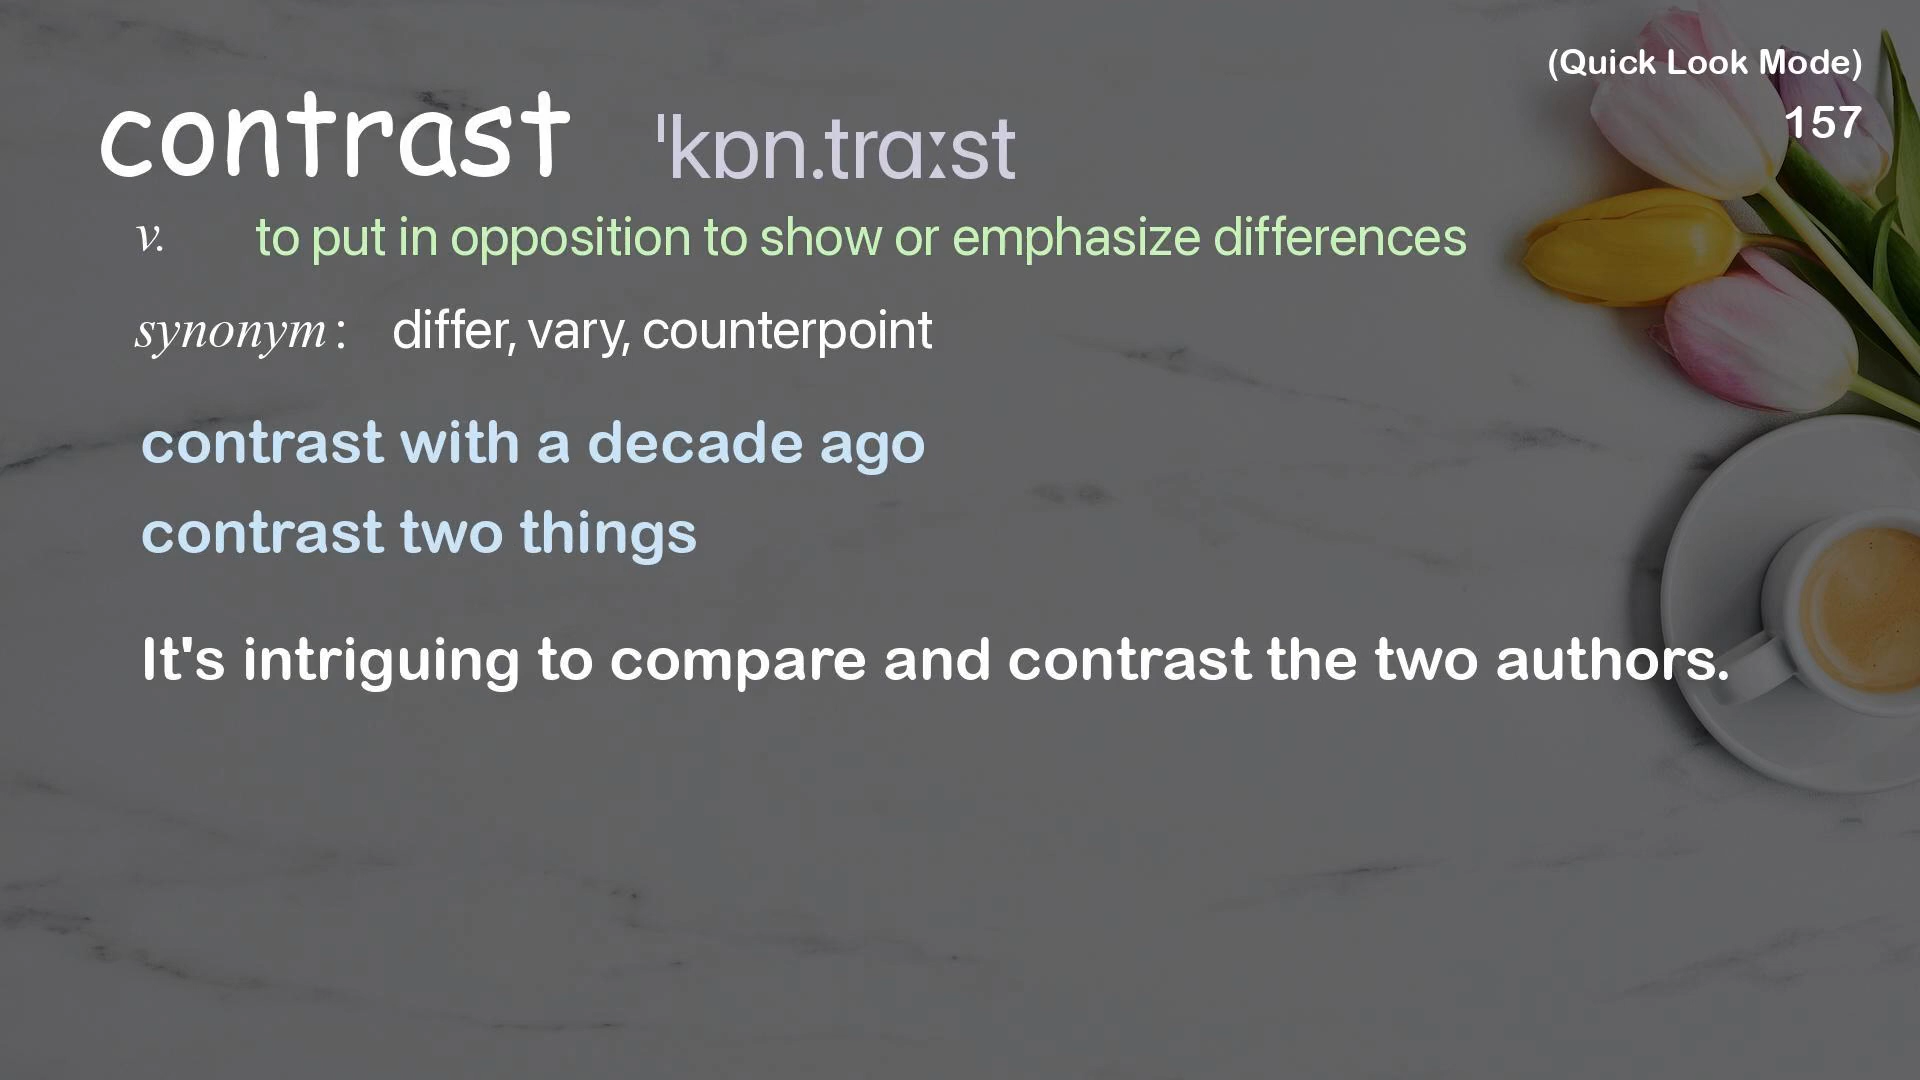 (Quick Look Mode)
157
contrast ˈkɒn.trɑːst
v. to put in opposition to show or emphasize differences
synonym: differ, vary, counterpoint
contrast with a decade ago
contrast two things
It's intriguing to compare and contrast the two authors.